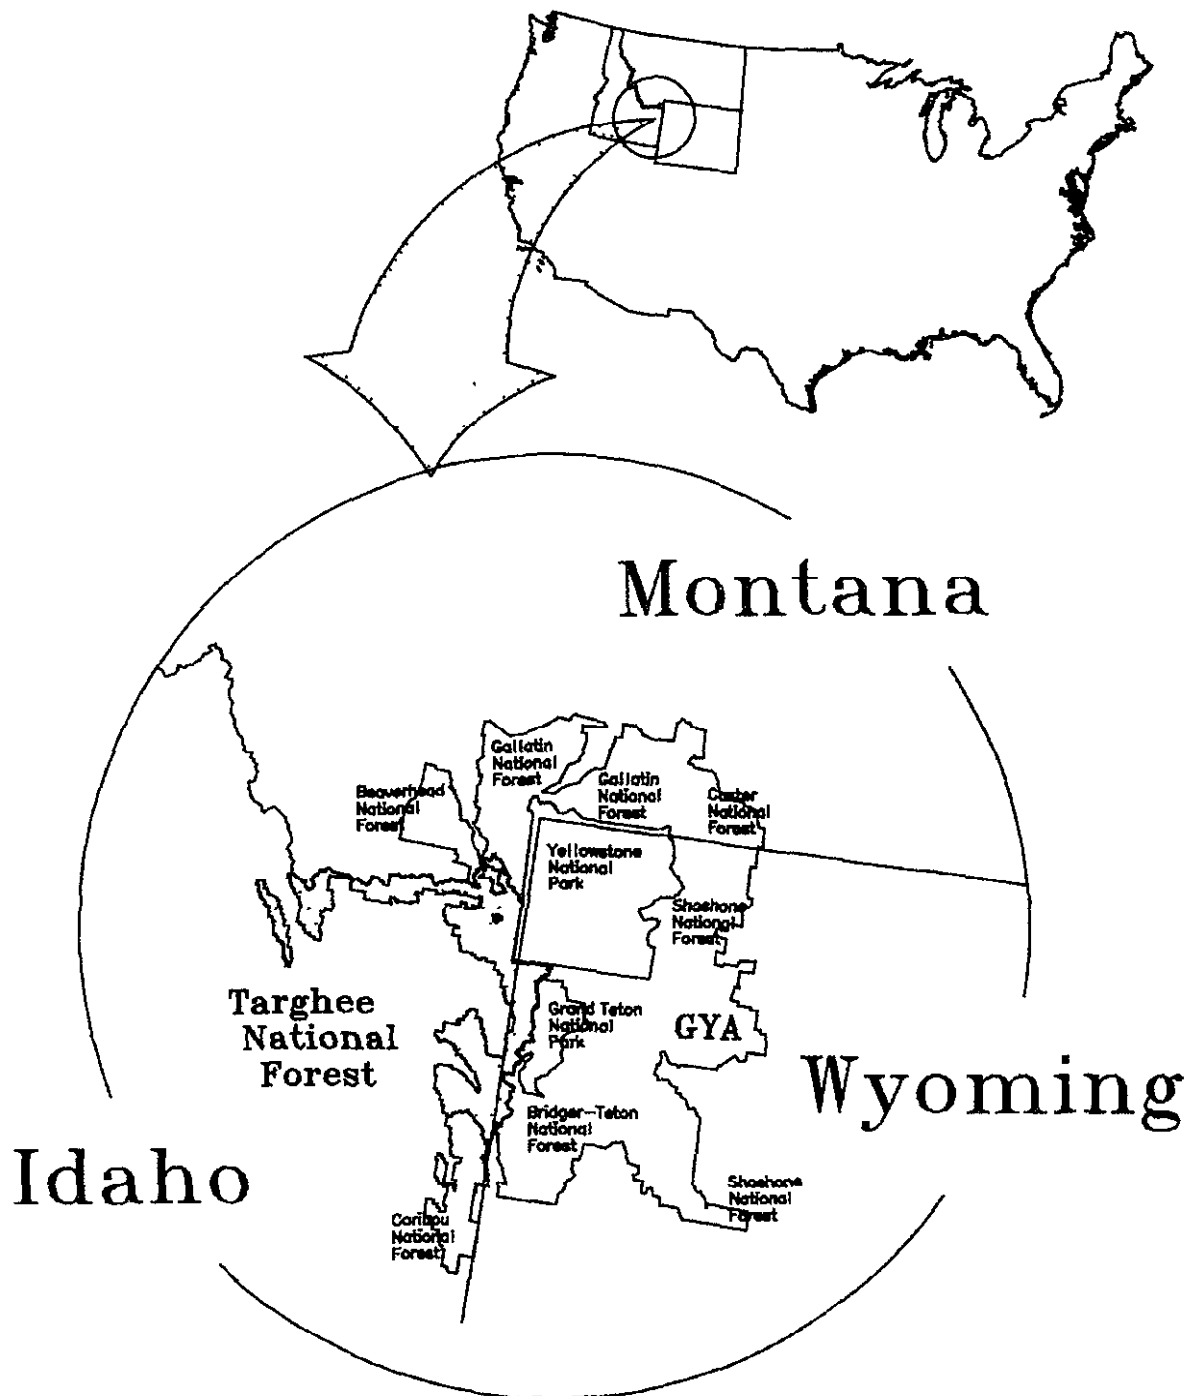 Montana
Gallatin
National
Forest
Gallatin
National
Forest
Beaverhead
National
Forest
Custer
National
Forest
Yellowstone
National
Park
Shoshone
National
Forest
Targhee
National
Forest
Grand Teton
National
Park
GYA
Wyoming
Bridger-Teton
National
Forest
Idaho
Shoshone
National
Forest
Caribou
National
Forest